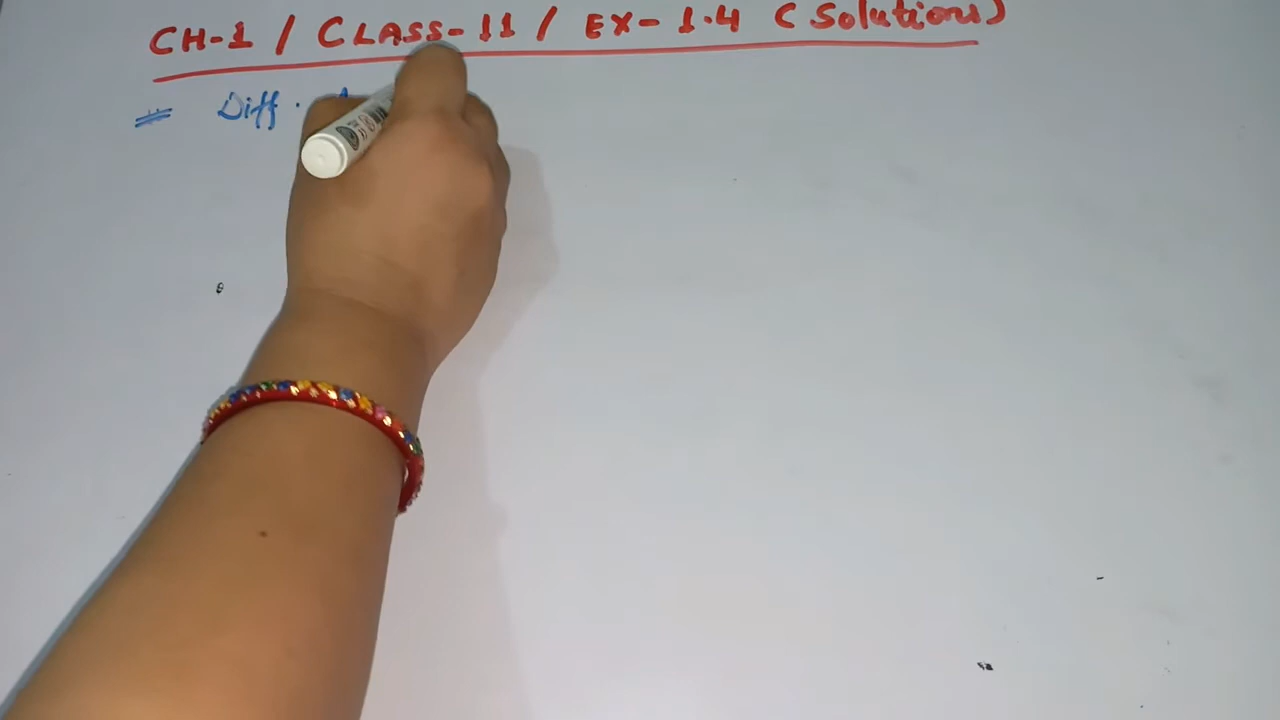 CH-1 / CLASS-11 / EX- 1.4 (Solutions)
= Diff.